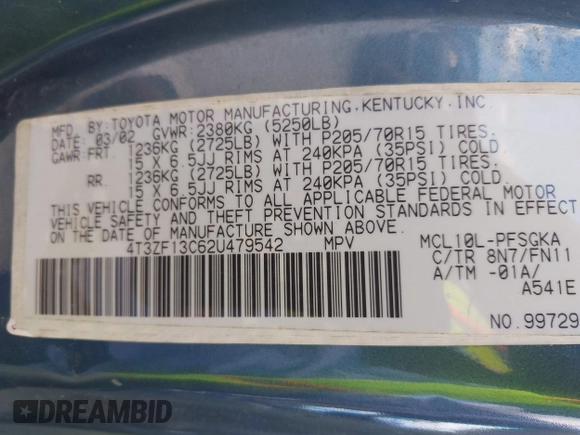 MFD. BY: TOYOTA MOTOR MANUFACTURING, KENTUCKY, INC.
DATE: 03/02 GVWR: 2380KG (5250LB)
GAWR: FRT. 1236KG (2725LB) WITH P205/70R15 TIRES.
15 X 6.5JJ RIMS AT 240KPA (35PSI) COLD.
RR. 1236KG (2725LB) WITH P205/70R15 TIRES.
15 X 6.5JJ RIMS AT 240KPA (35PSI) COLD.
THIS VEHICLE CONFORMS TO ALL APPLICABLE FEDERAL MOTOR
VEHICLE SAFETY AND THEFT PREVENTION STANDARDS IN EFFECT
ON THE DATE OF MANUFACTURE SHOWN ABOVE.
4T3ZF13C62U479542 MPV MCL10L-PFSGKA
C/TR 8N7/FN11
A/TM -01A/
A541E
NO.99729
DREAMBID